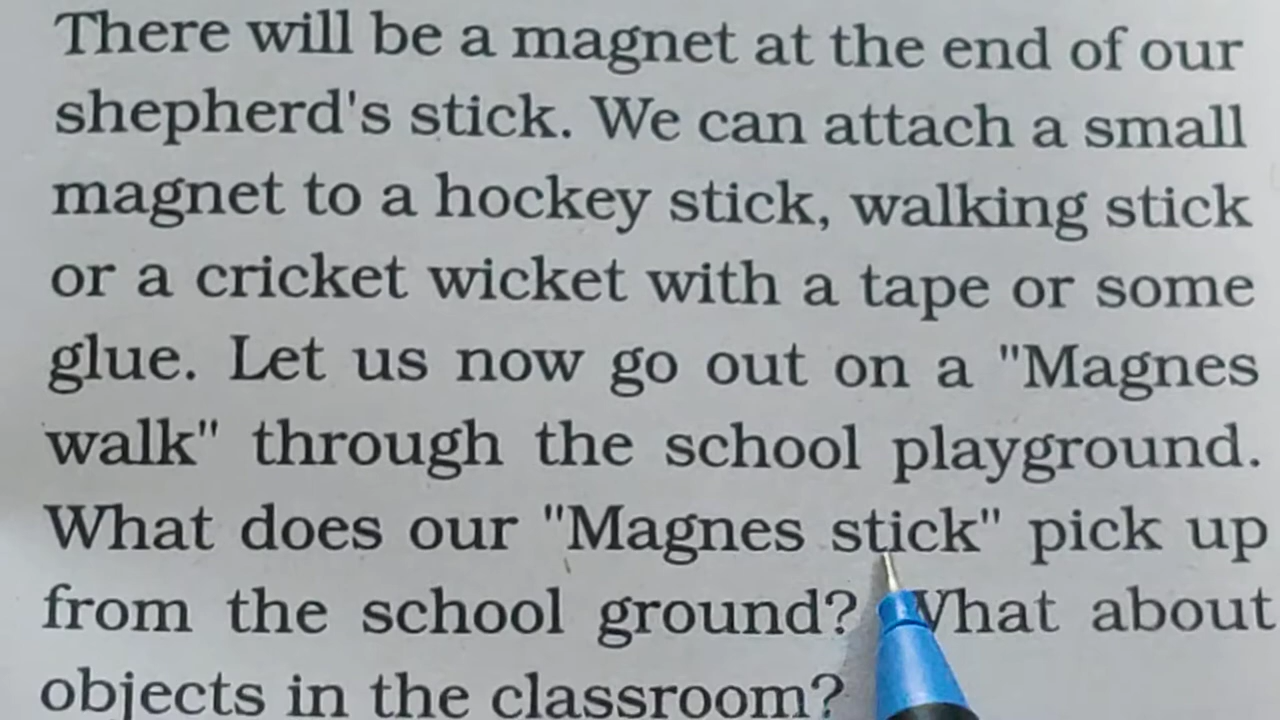 There will be a magnet at the end of our
shepherd's stick. We can attach a small
magnet to a hockey stick, walking stick
or a cricket wicket with a tape or some
glue. Let us now go out on a "Magnes
walk" through the school playground.
What does our "Magnes stick" pick up
from the school ground? What about
objects in the classroom?